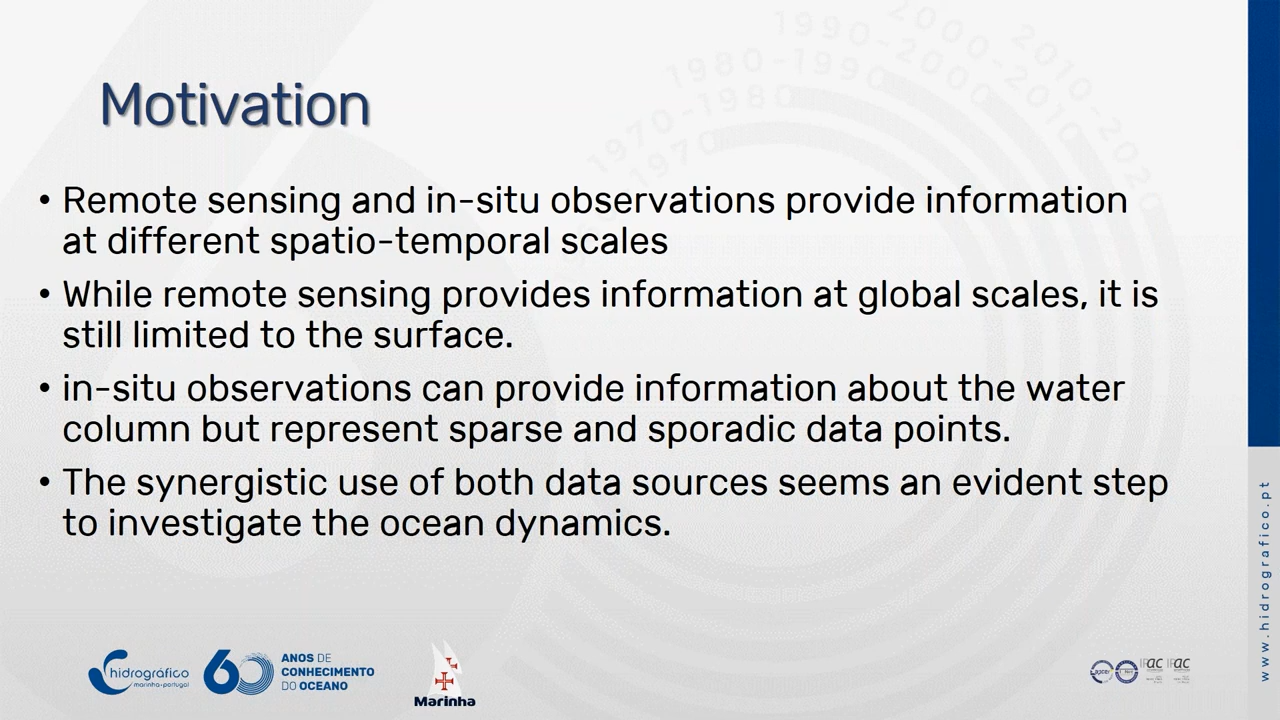 1990-2000
2000-2010
2010-2020
1980-1990
1970-1980
1970
Motivation
• Remote sensing and in-situ observations provide information
at different spatio-temporal scales
• While remote sensing provides information at global scales, it is
still limited to the surface.
• in-situ observations can provide information about the water
column but represent sparse and sporadic data points.
• The synergistic use of both data sources seems an evident step
to investigate the ocean dynamics.
www.hidrografico.pt
hidrográfico
marinha-portugal
60
ANOS DE
CONHECIMENTO
DO OCEANO
Marinha